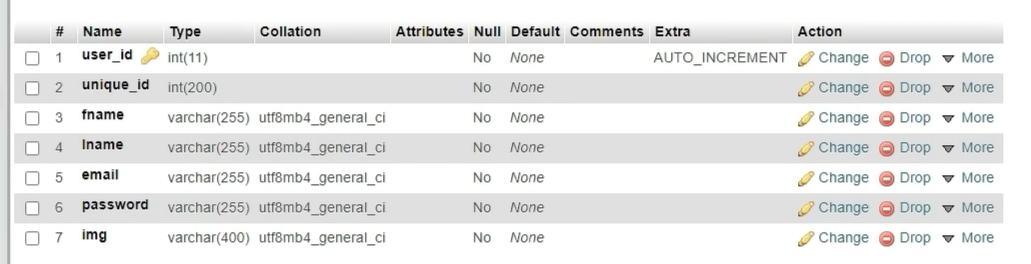 # Name Type Collation Attributes Null Default Comments Extra Action
1 user_id int(11) No None AUTO_INCREMENT Change Drop More
2 unique_id int(200) No None Change Drop More
3 fname varchar(255) utf8mb4_general_ci No None Change Drop More
4 lname varchar(255) utf8mb4_general_ci No None Change Drop More
5 email varchar(255) utf8mb4_general_ci No None Change Drop More
6 password varchar(255) utf8mb4_general_ci No None Change Drop More
7 img varchar(400) utf8mb4_general_ci No None Change Drop More